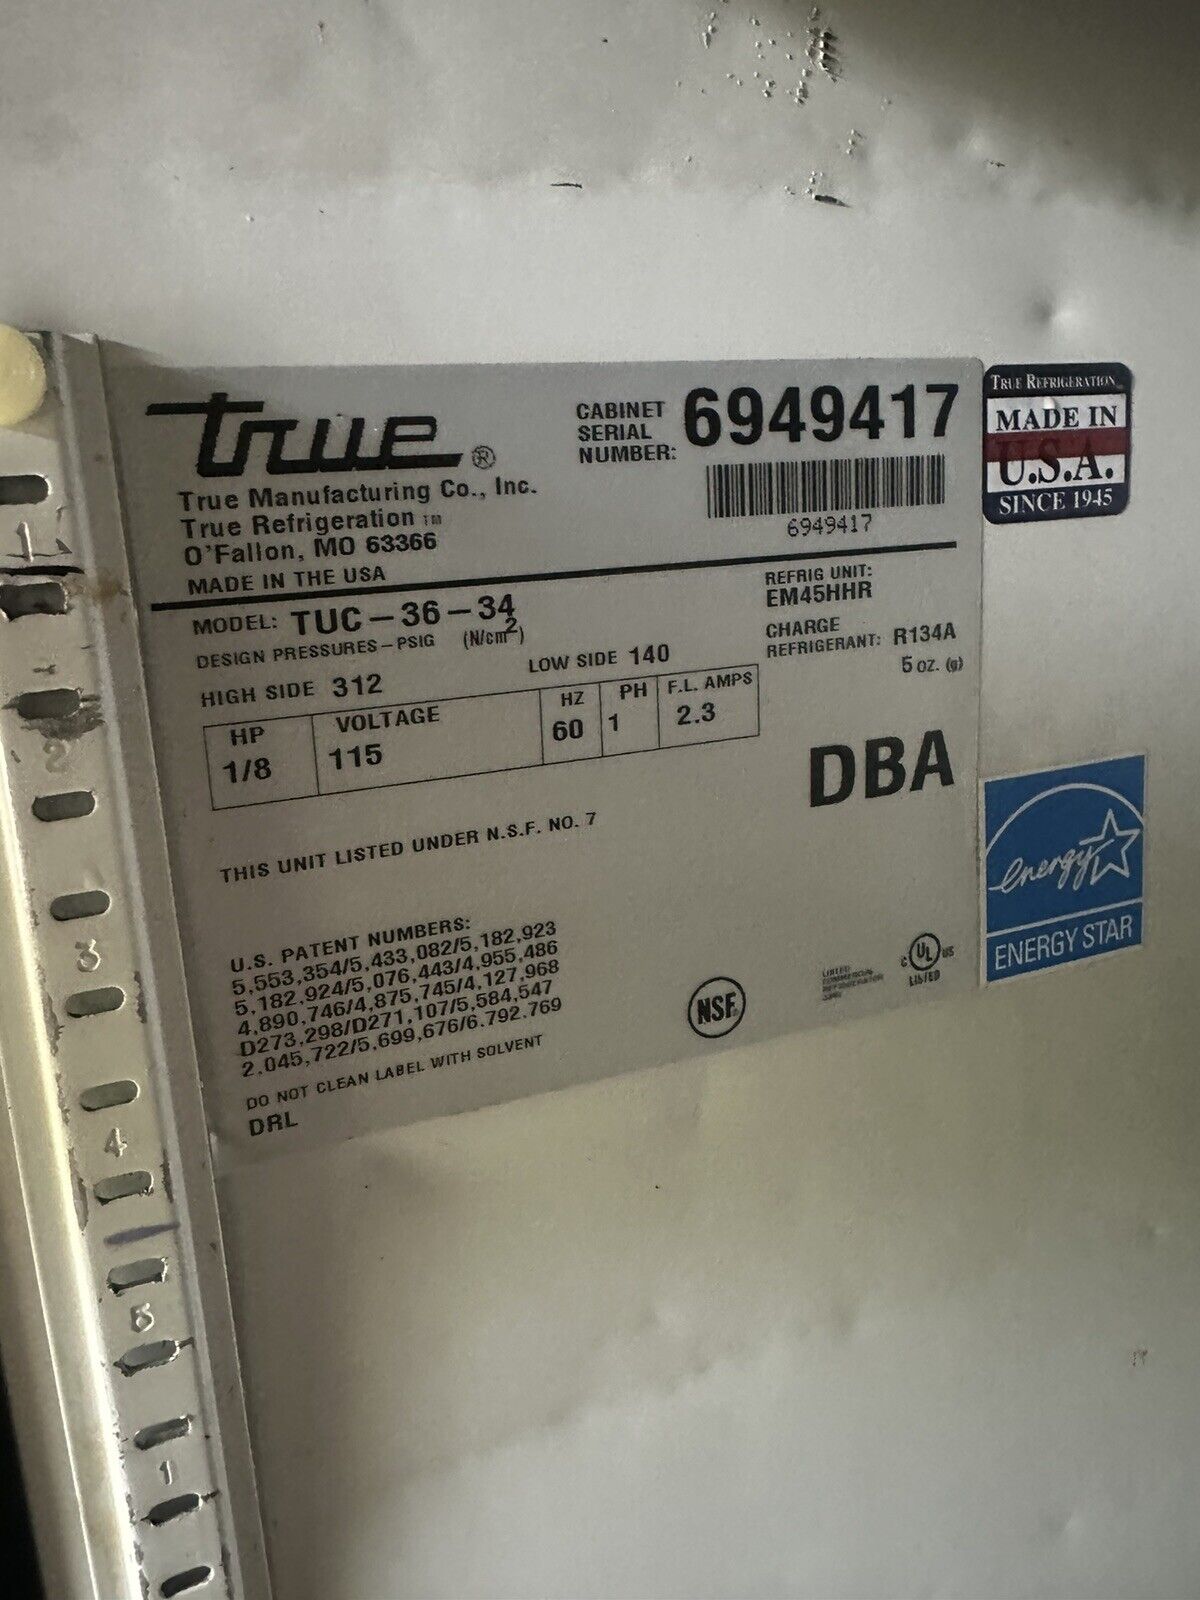 true®
True Manufacturing Co., Inc.
True Refrigeration TM
O'Fallon, MO 63366
MADE IN THE USA
CABINET
SERIAL
NUMBER: 6949417
6949417
TRUE REFRIGERATION
MADE IN
U.S.A.
SINCE 1945
MODEL: TUC-36-34
DESIGN PRESSURES-PSIG (N/cm²)
HIGH SIDE 312
LOW SIDE 140
REFRIG UNIT:
EM45HHR
CHARGE
REFRIGERANT: R134A
5 oz. (g)
HP VOLTAGE HZ PH F.L. AMPS
1/8 115 60 1 2.3
DBA
THIS UNIT LISTED UNDER N.S.F. NO. 7
U.S. PATENT NUMBERS:
5,553,354/5,433,082/5,182,923
5,182,924/5,076,443/4,955,486
4,890,746/4,875,745/4,127,968
D273,298/D271,107/5,584,547
2,045,722/5,699,676/6.792.769
DO NOT CLEAN LABEL WITH SOLVENT
DRL
NSF®
LISTED
COMMERCIAL
REFRIGERATOR
C UL US
LISTED
energy
ENERGY STAR
1
2
3
4
5
1